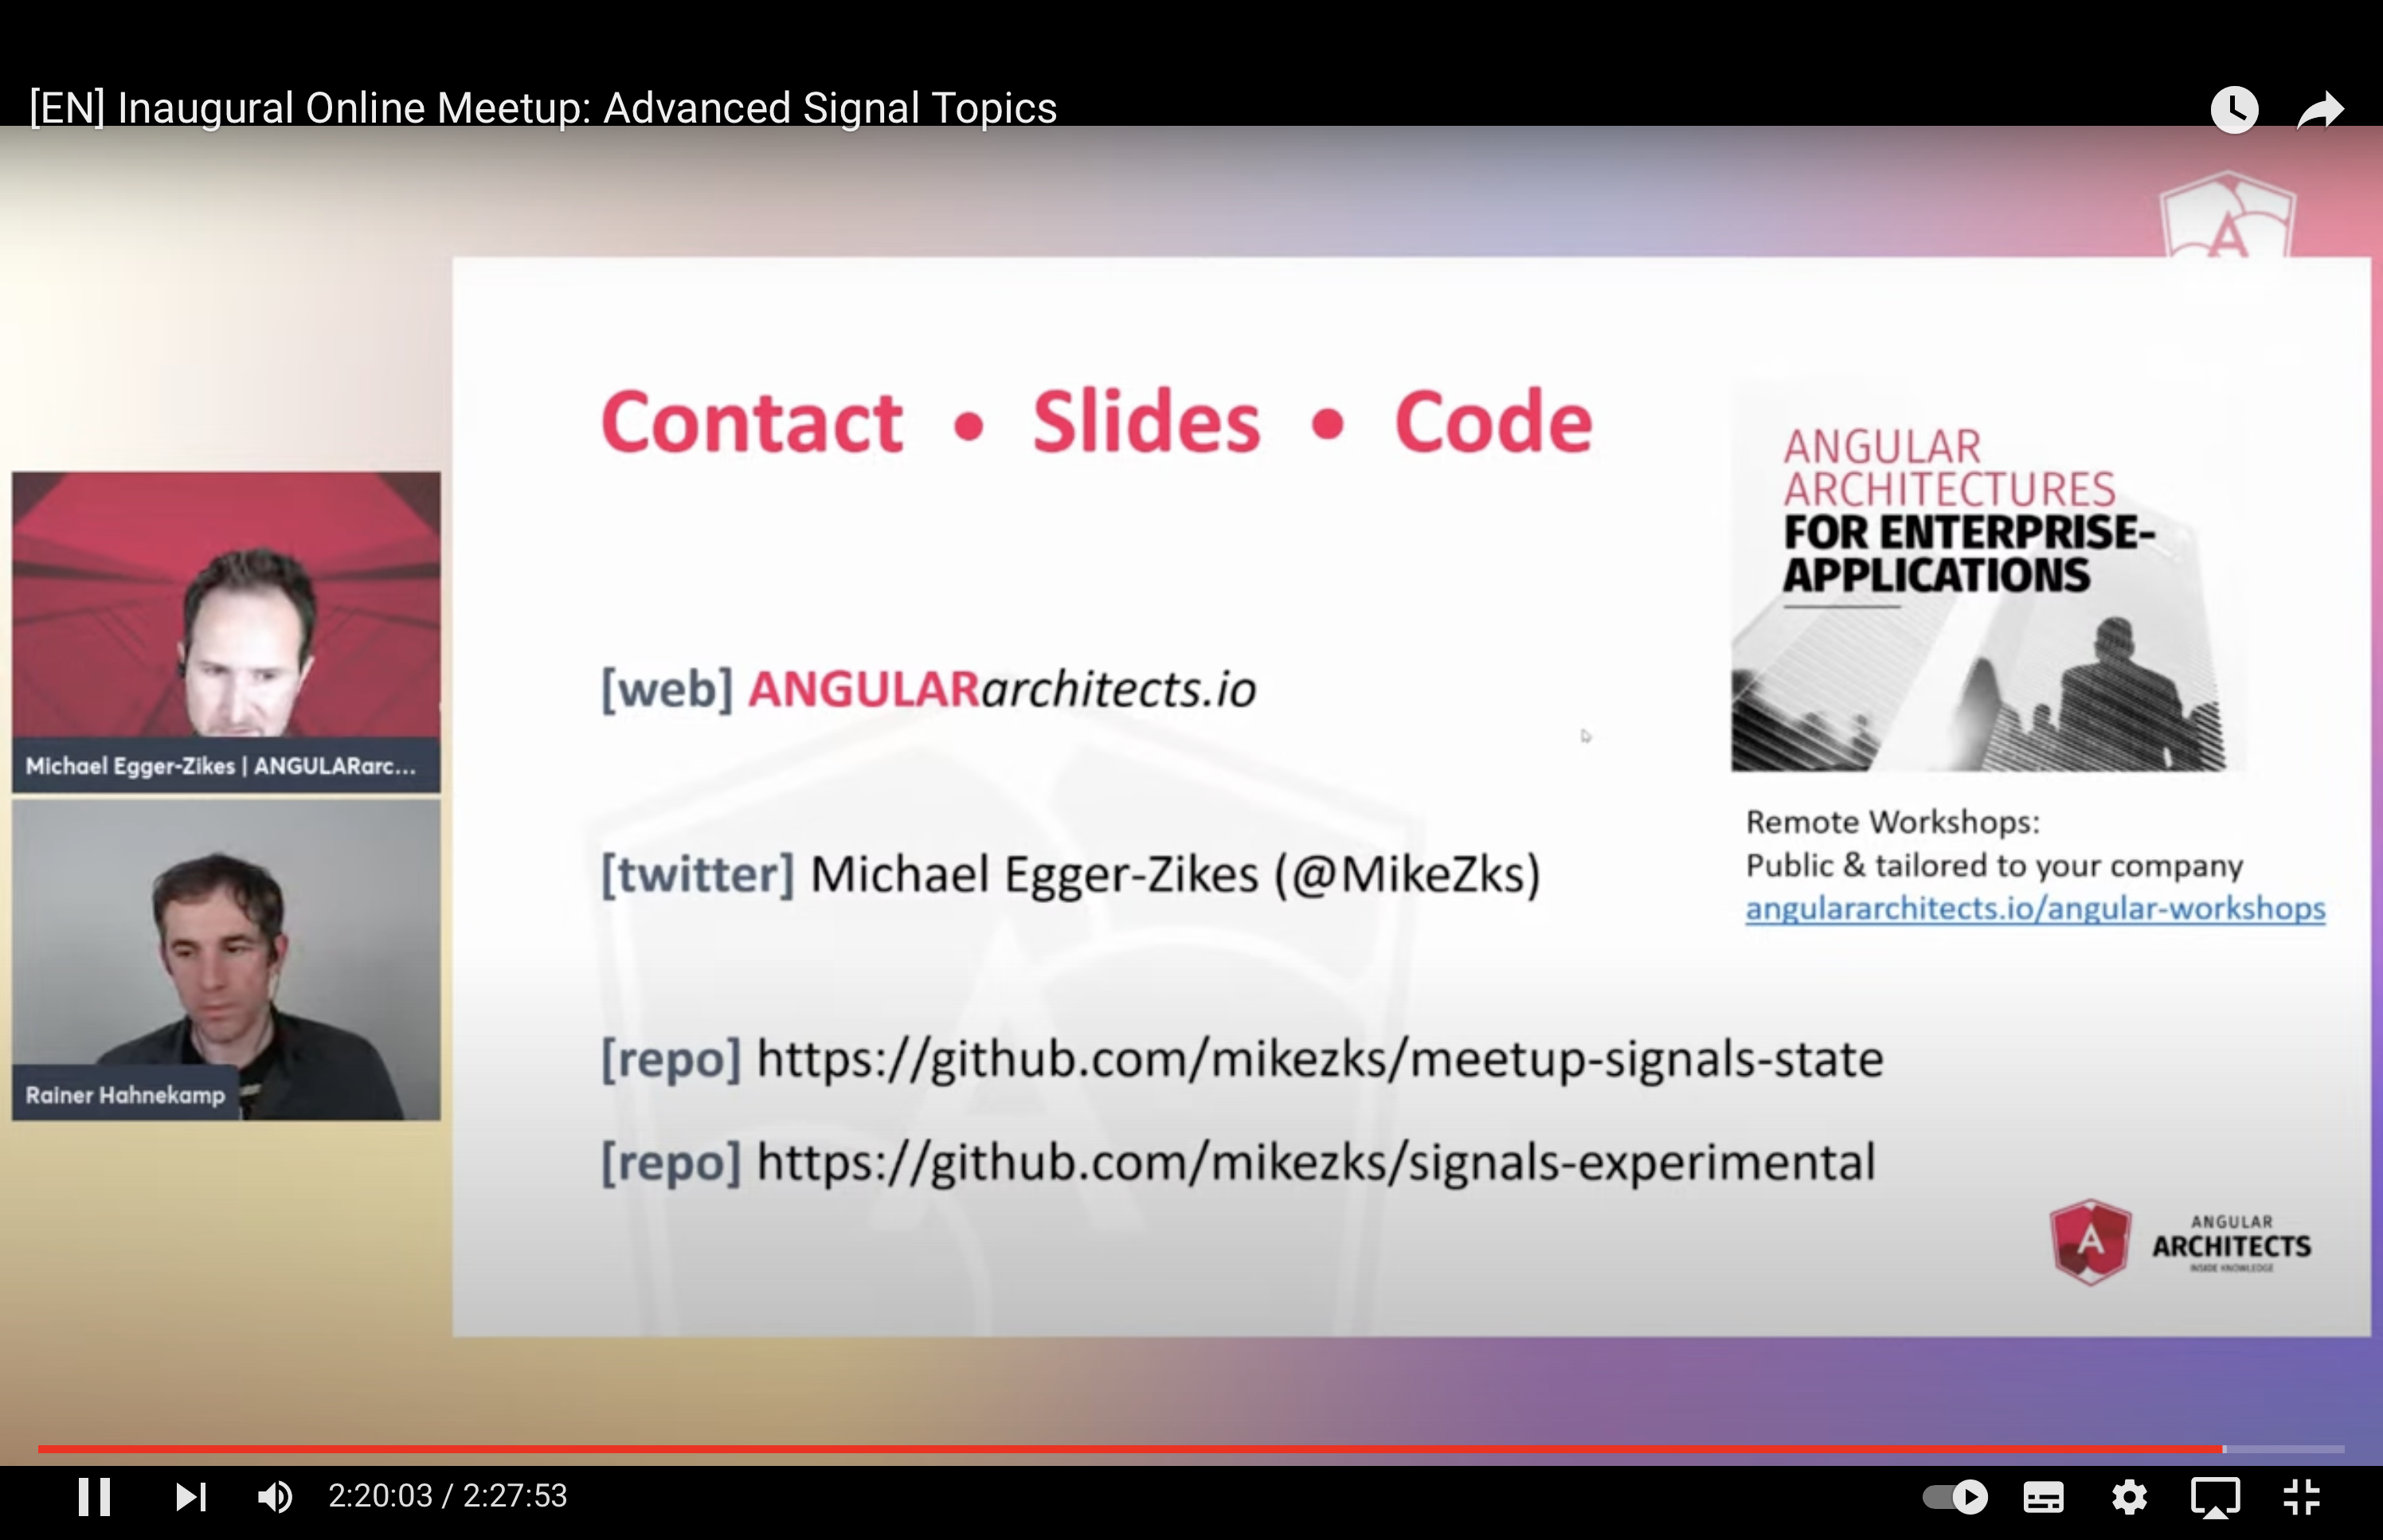 [EN] Inaugural Online Meetup: Advanced Signal Topics
A
Contact • Slides • Code
ANGULAR
ARCHITECTURES
FOR ENTERPRISE-
APPLICATIONS
[web] ANGULARarchitects.io
Michael Egger-Zikes | ANGULARarc...
Remote Workshops:
Public & tailored to your company
angulararchitects.io/angular-workshops
[twitter] Michael Egger-Zikes (@MikeZks)
[repo] https://github.com/mikezks/meetup-signals-state
Rainer Hahnekamp
[repo] https://github.com/mikezks/signals-experimental
A
ANGULAR
ARCHITECTS
INSIDE KNOWLEDGE
2:20:03 / 2:27:53